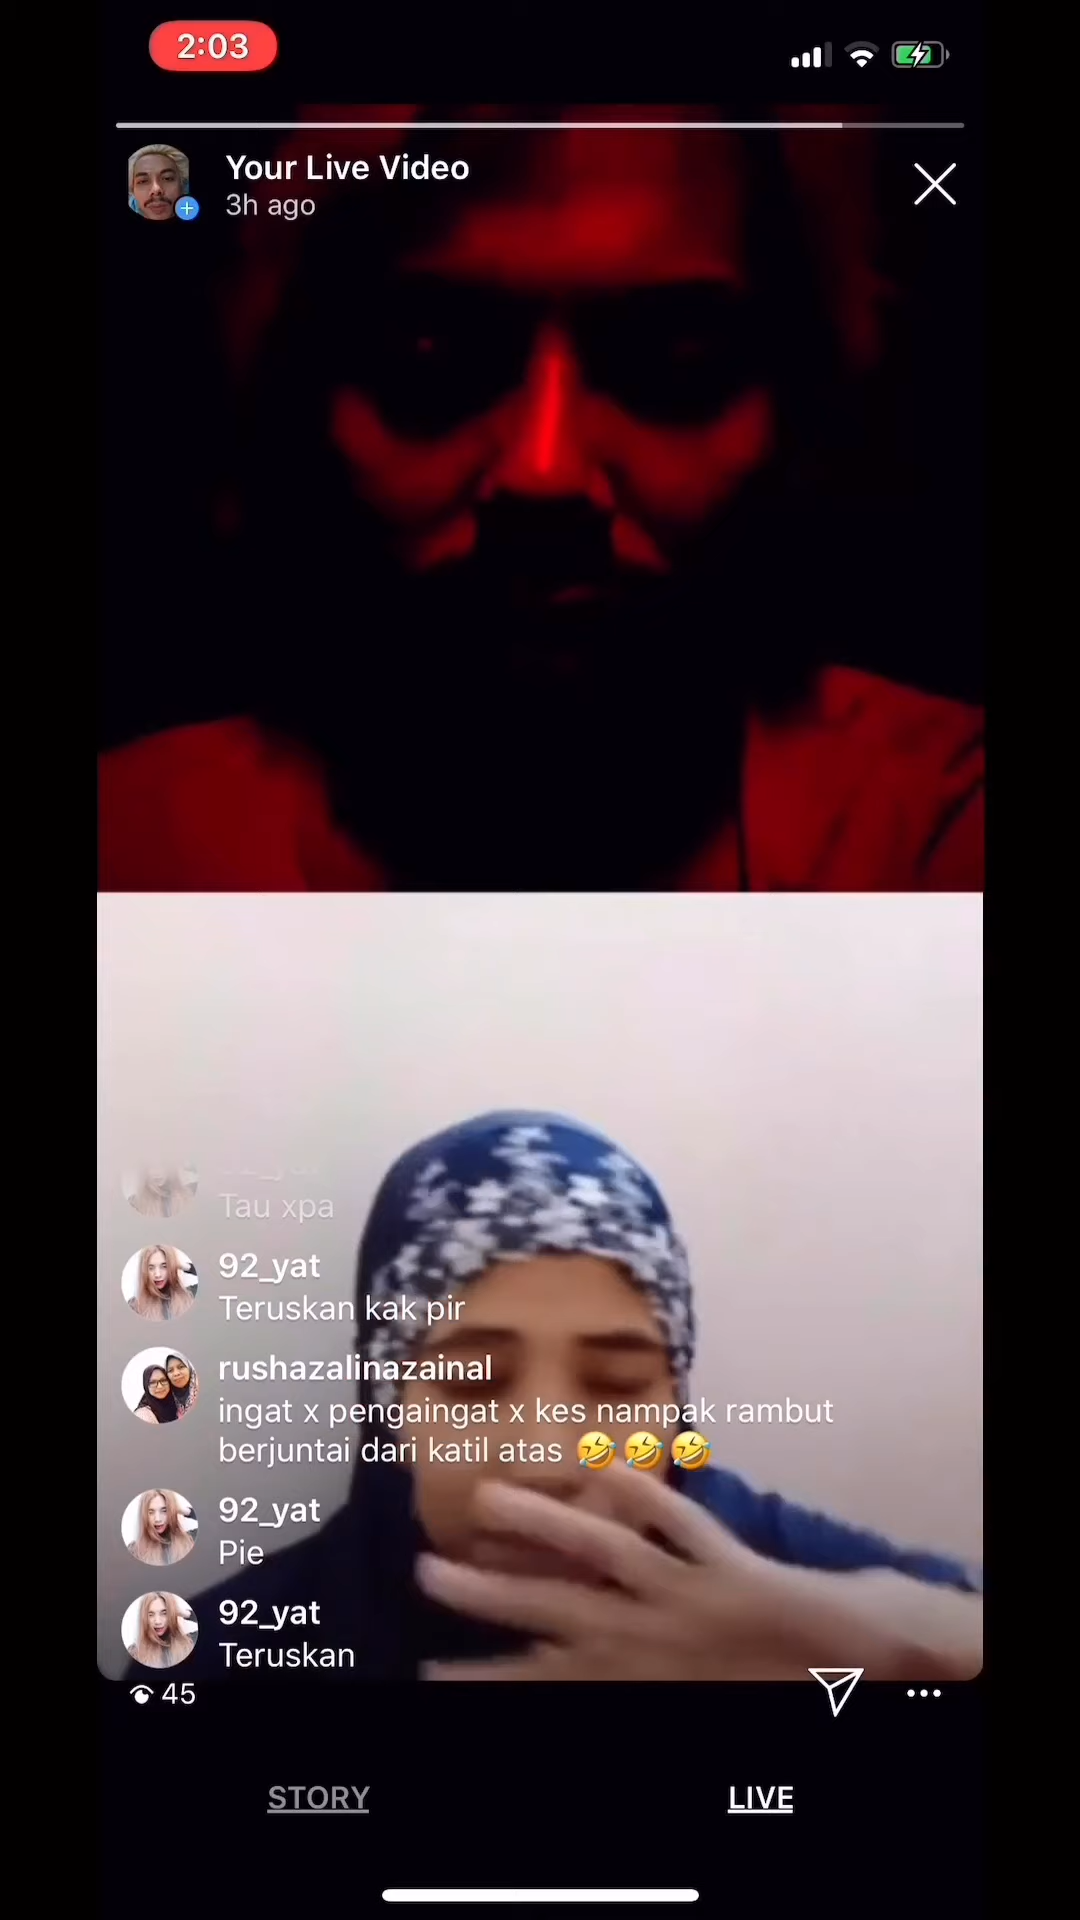 2:03
Your Live Video
3h ago
Tau xpa
92_yat
Teruskan kak pir
rushazalinazainal
ingat x pengaingat x kes nampak rambut
berjuntai dari katil atas 🤣🤣🤣
92_yat
Pie
92_yat
Teruskan
45
STORY
LIVE